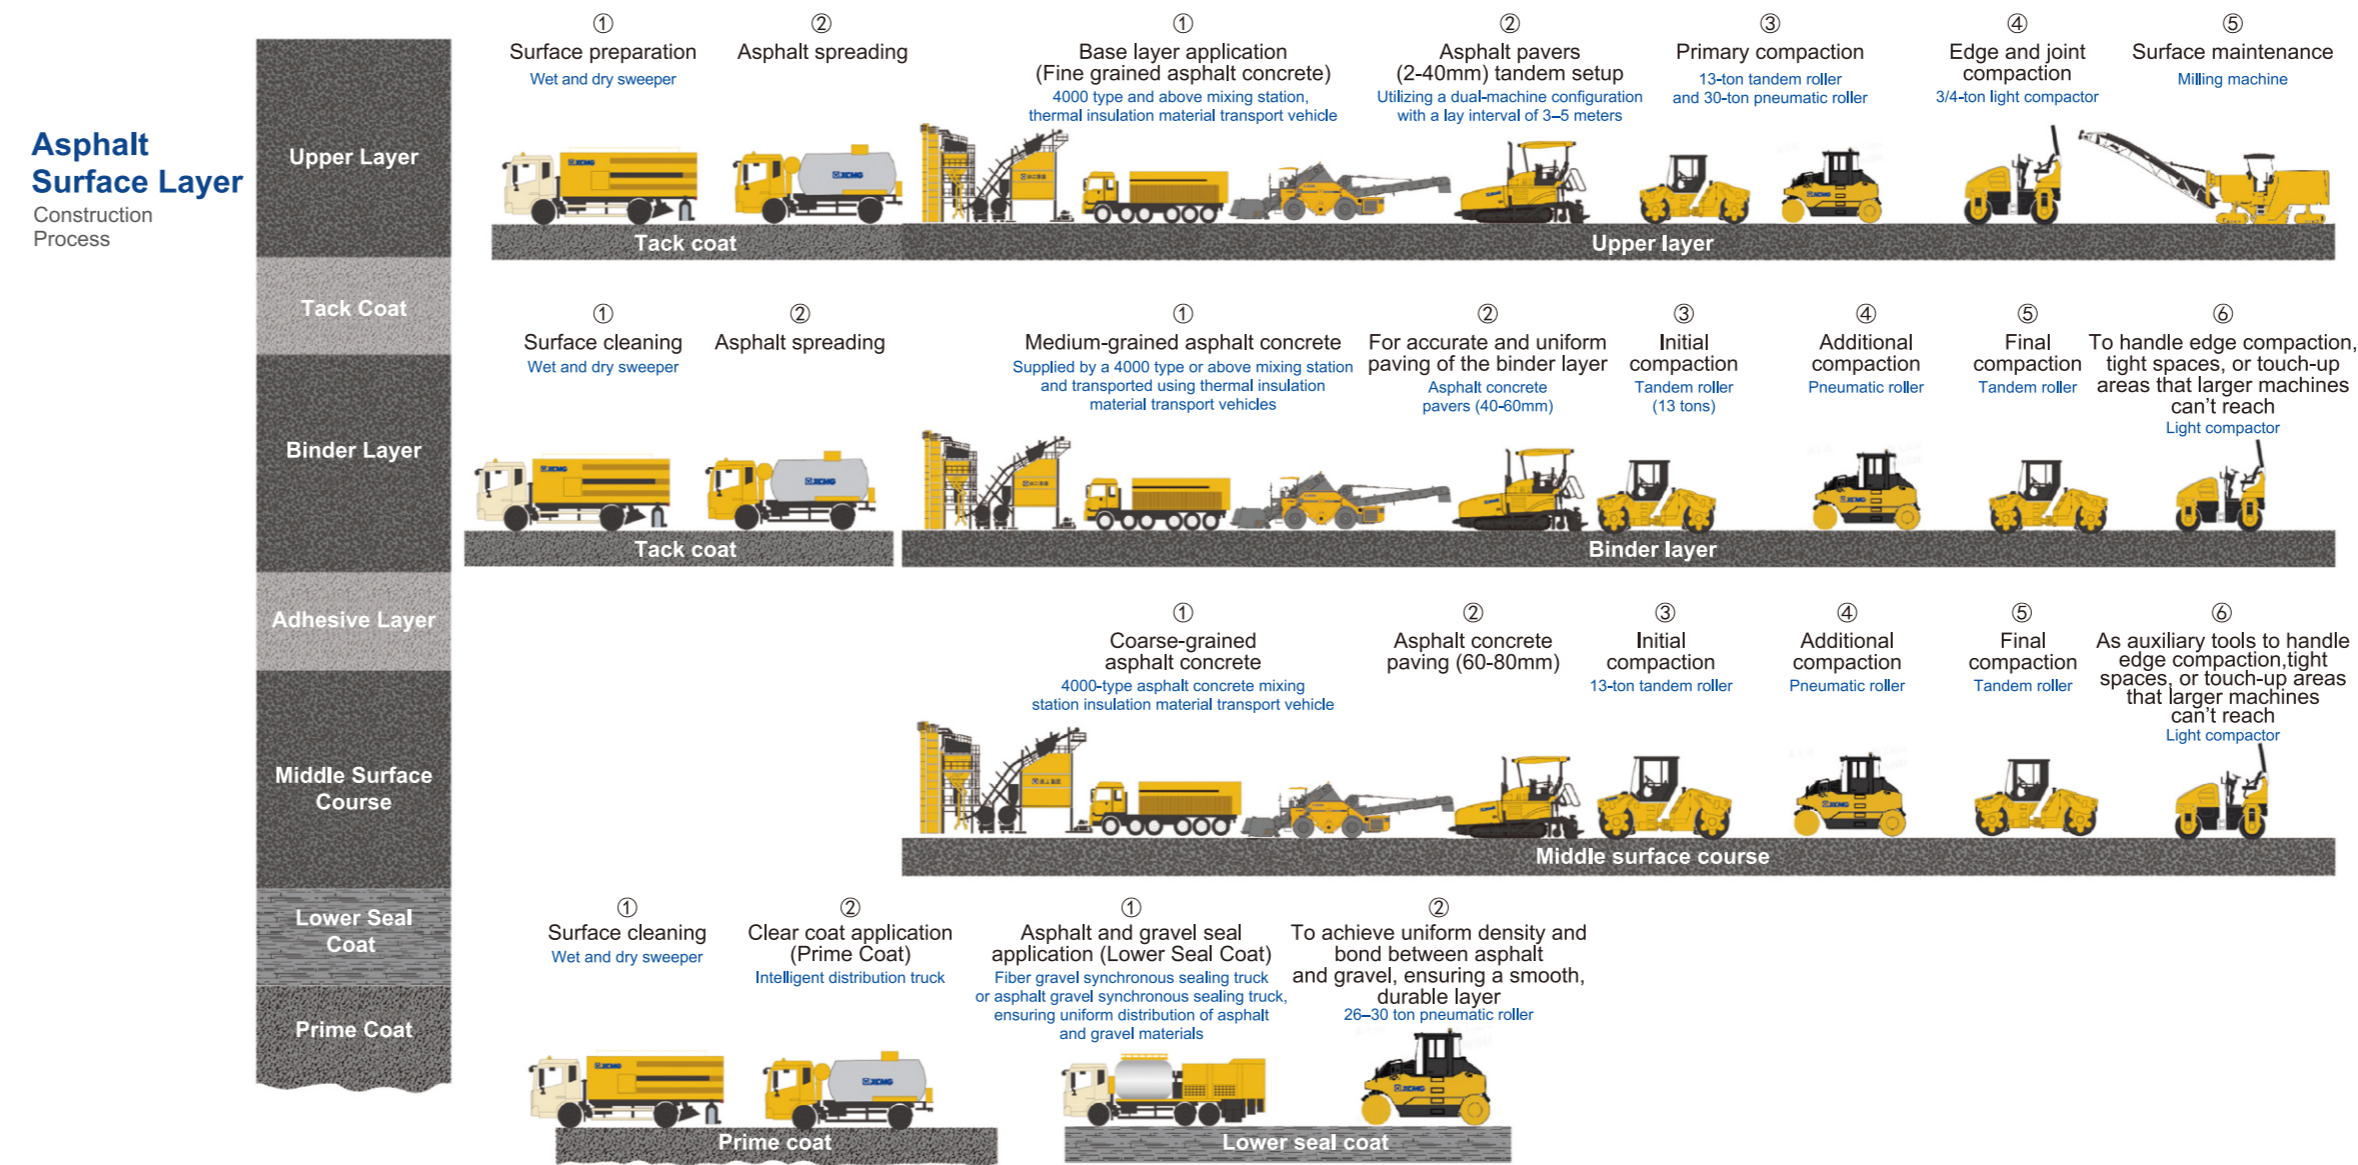 Asphalt
Surface Layer
Construction
Process
Upper Layer
Tack Coat
Binder Layer
Adhesive Layer
Middle Surface
Course
Lower Seal
Coat
Prime Coat
①
Surface preparation
Wet and dry sweeper
②
Asphalt spreading
①
Base layer application
(Fine grained asphalt concrete)
4000 type and above mixing station,
thermal insulation material transport vehicle
②
Asphalt pavers
(2-40mm) tandem setup
Utilizing a dual-machine configuration
with a lay interval of 3–5 meters
③
Primary compaction
13-ton tandem roller
and 30-ton pneumatic roller
④
Edge and joint
compaction
3/4-ton light compactor
⑤
Surface maintenance
Milling machine
XCMG
XCMG
XCMG
Tack coat
Upper layer
①
Surface cleaning
Wet and dry sweeper
②
Asphalt spreading
①
Medium-grained asphalt concrete
Supplied by a 4000 type or above mixing station
and transported using thermal insulation
material transport vehicles
②
For accurate and uniform
paving of the binder layer
Asphalt concrete
pavers (40-60mm)
③
Initial
compaction
Tandem roller
(13 tons)
④
Additional
compaction
Pneumatic roller
⑤
Final
compaction
Tandem roller
⑥
To handle edge compaction,
tight spaces, or touch-up
areas that larger machines
can't reach
Light compactor
XCMG
XCMG
XCMG
Tack coat
Binder layer
①
Coarse-grained
asphalt concrete
4000-type asphalt concrete mixing
station insulation material transport vehicle
②
Asphalt concrete
paving (60-80mm)
③
Initial
compaction
13-ton tandem roller
④
Additional
compaction
Pneumatic roller
⑤
Final
compaction
Tandem roller
⑥
As auxiliary tools to handle
edge compaction,tight
spaces, or touch-up areas
that larger machines
can't reach
Light compactor
XCMG
Middle surface course
①
Surface cleaning
Wet and dry sweeper
②
Clear coat application
(Prime Coat)
Intelligent distribution truck
①
Asphalt and gravel seal
application (Lower Seal Coat)
Fiber gravel synchronous sealing truck
or asphalt gravel synchronous sealing truck,
ensuring uniform distribution of asphalt
and gravel materials
②
To achieve uniform density and
bond between asphalt
and gravel, ensuring a smooth,
durable layer
26–30 ton pneumatic roller
XCMG
XCMG
XCMG
Prime coat
Lower seal coat